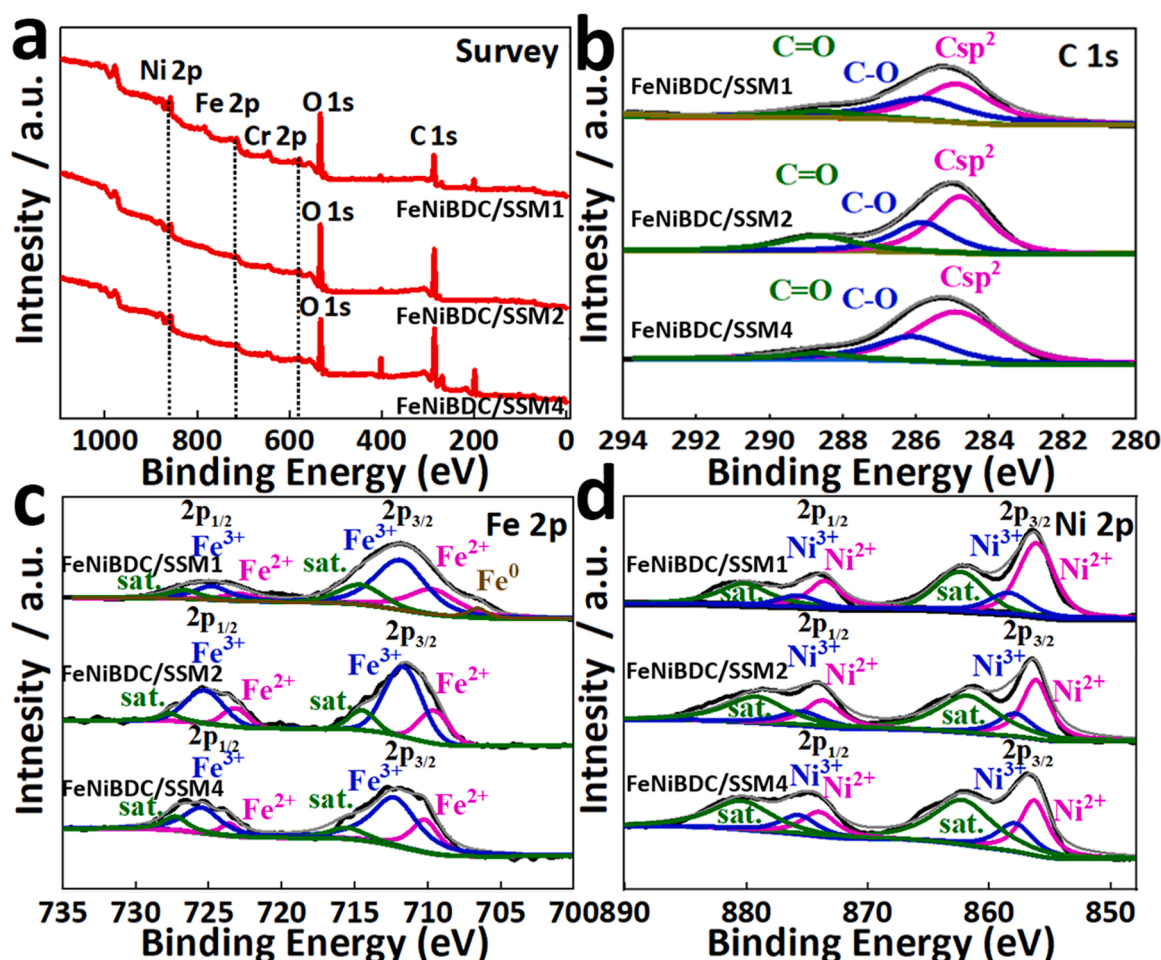 a
Survey
Ni 2p
Fe 2p
Cr 2p
O 1s
C 1s
FeNiBDC/SSM1
O 1s
FeNiBDC/SSM2
O 1s
FeNiBDC/SSM4
Intnesity / a.u.
1000 800 600 400 200 0
Binding Energy (eV)
b
C 1s
C=O
C-O
Csp²
FeNiBDC/SSM1
C=O
C-O
Csp²
FeNiBDC/SSM2
C=O
C-O
Csp²
FeNiBDC/SSM4
Intnesity / a.u.
294 292 290 288 286 284 282 280
Binding Energy (eV)
c
Fe 2p
2p₁/₂
2p₃/₂
Fe³⁺
Fe³⁺
FeNiBDC/SSM1
sat.
Fe²⁺
sat.
Fe²⁺
Fe⁰
2p₁/₂
2p₃/₂
Fe³⁺
Fe³⁺
FeNiBDC/SSM2
sat.
Fe²⁺
sat.
Fe²⁺
2p₁/₂
2p₃/₂
Fe³⁺
Fe³⁺
FeNiBDC/SSM4
sat.
Fe²⁺
sat.
Fe²⁺
Intnesity / a.u.
735 730 725 720 715 710 705 700
Binding Energy (eV)
d
Ni 2p
2p₁/₂
2p₃/₂
Ni³⁺
Ni²⁺
Ni³⁺
Ni²⁺
FeNiBDC/SSM1
sat.
sat.
2p₁/₂
2p₃/₂
Ni³⁺
Ni²⁺
Ni³⁺
Ni²⁺
FeNiBDC/SSM2
sat.
sat.
2p₁/₂
2p₃/₂
Ni³⁺
Ni²⁺
Ni³⁺
Ni²⁺
FeNiBDC/SSM4
sat.
sat.
Intnesity / a.u.
890 880 870 860 850
Binding Energy (eV)